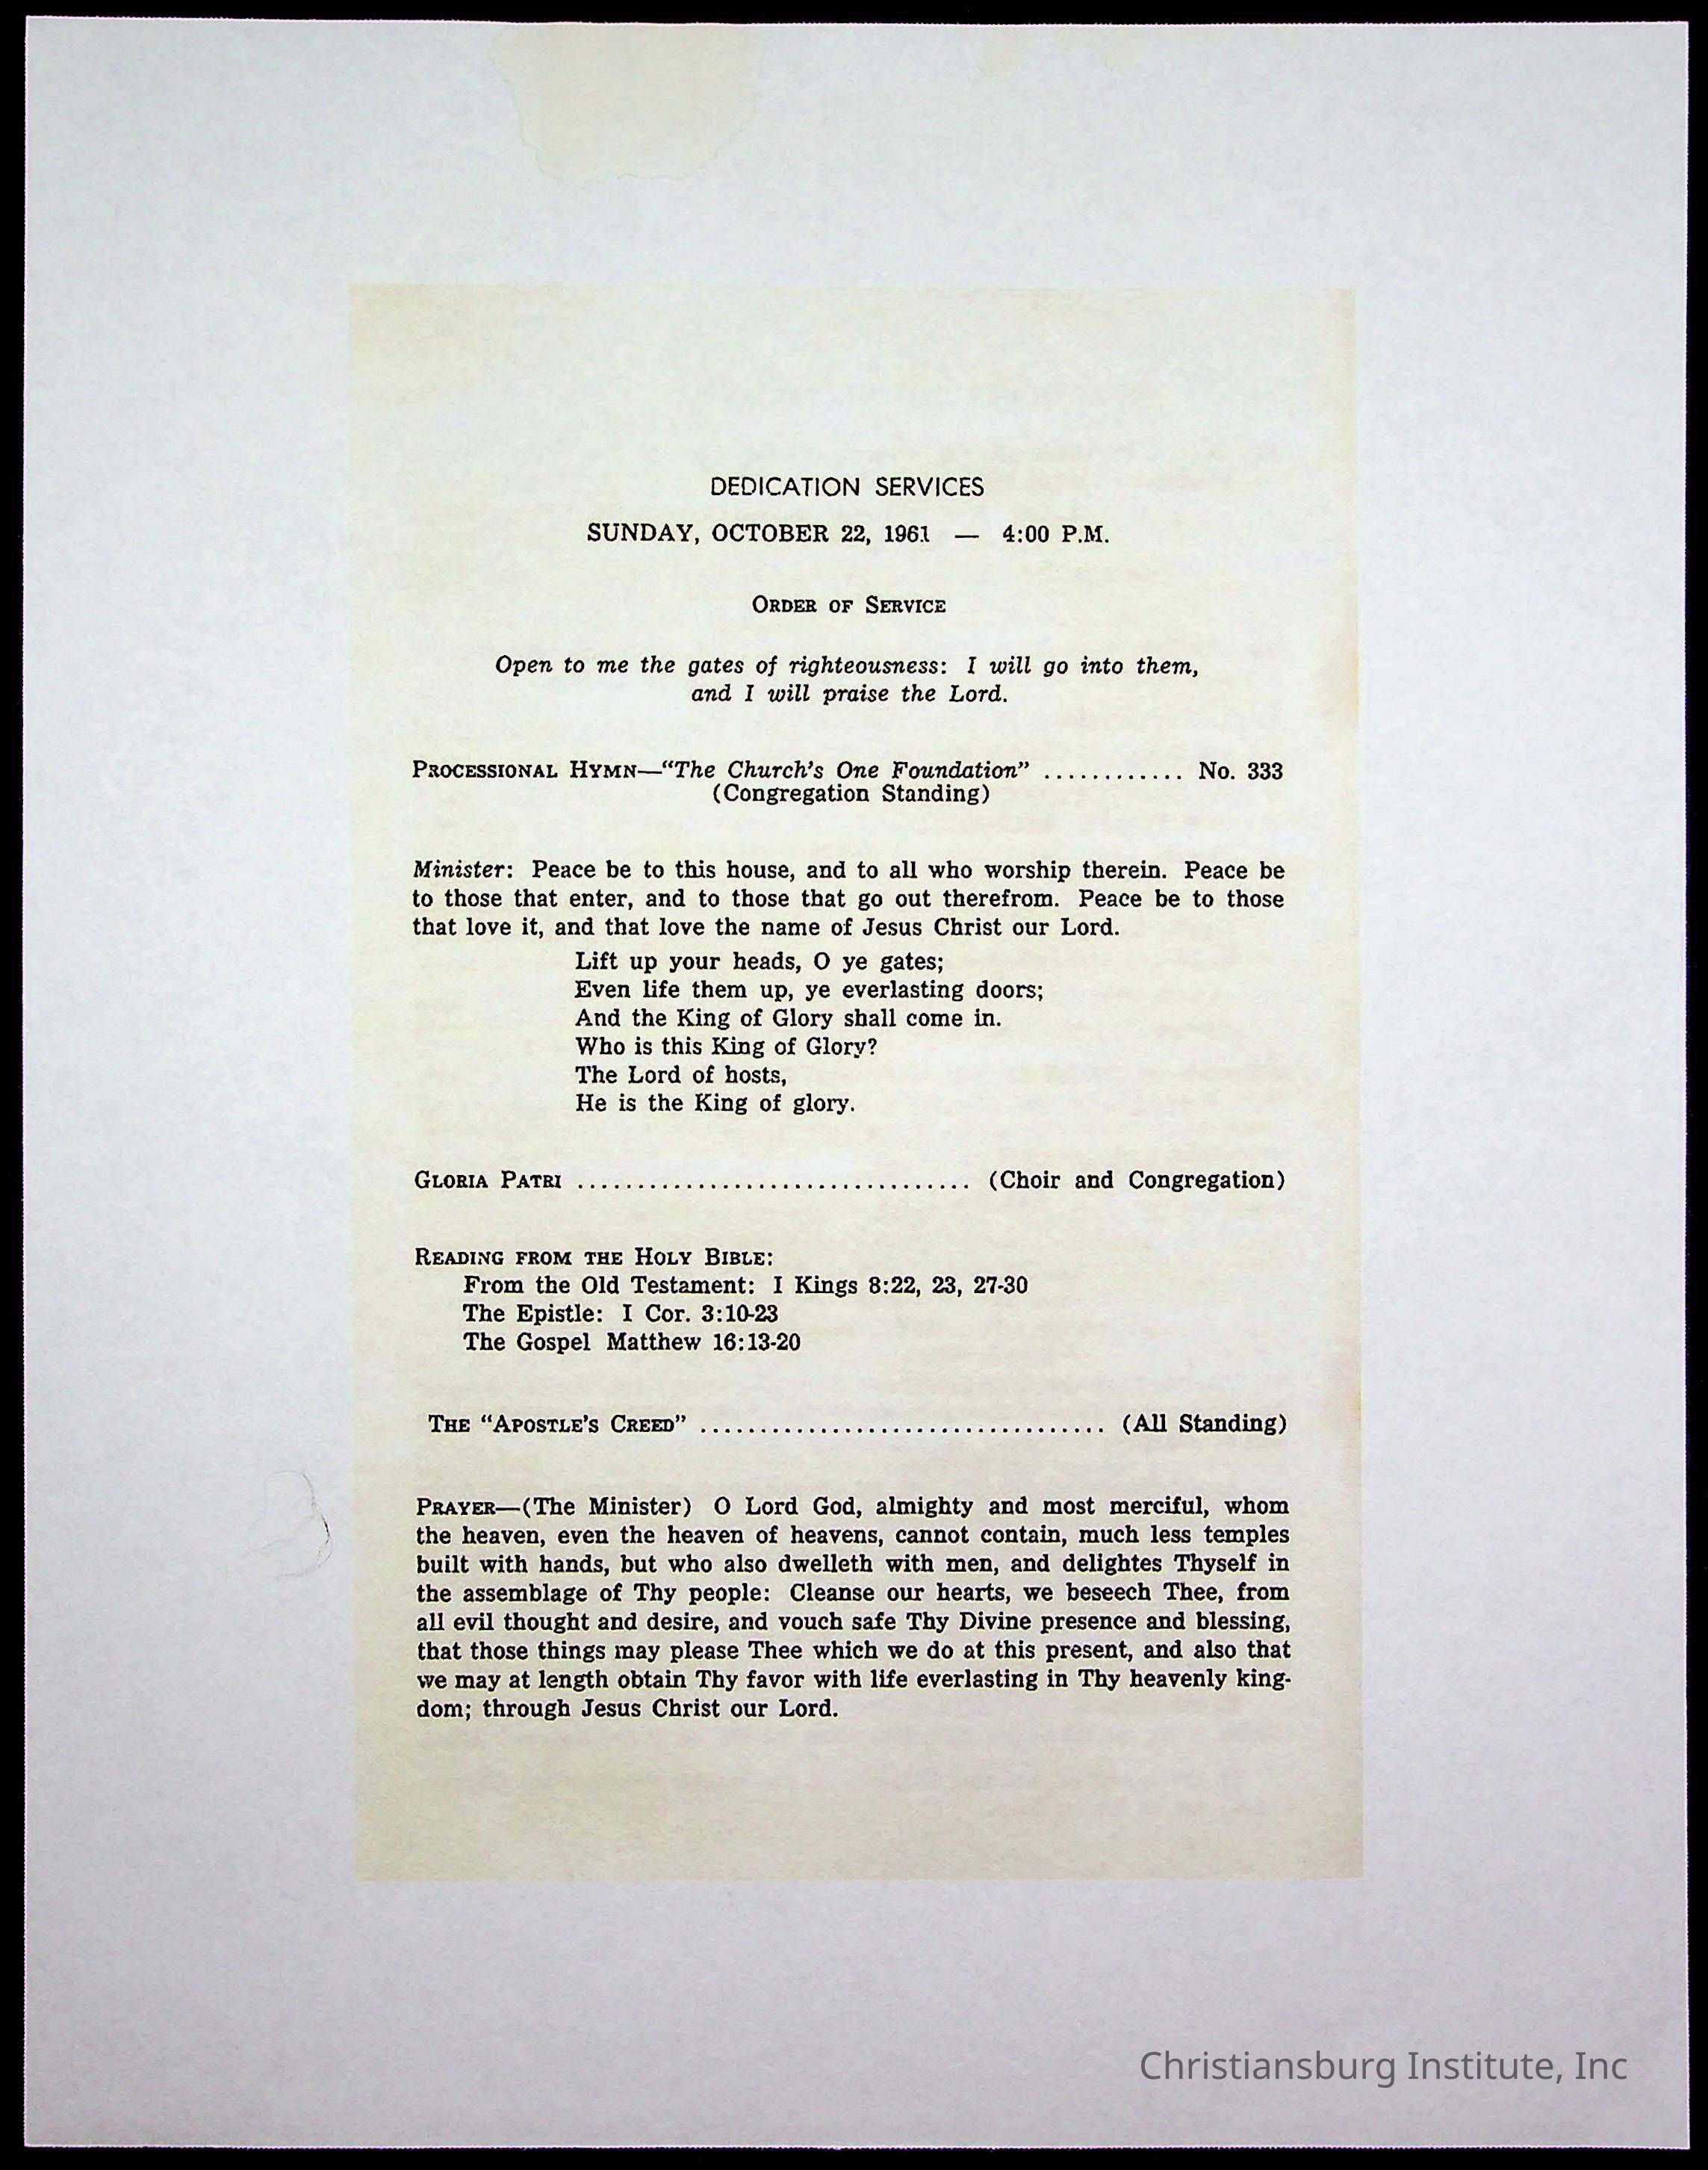 DEDICATION SERVICES
SUNDAY, OCTOBER 22, 1961 — 4:00 P.M.
ORDER OF SERVICE
Open to me the gates of righteousness: I will go into them,
and I will praise the Lord.
PROCESSIONAL HYMN—“The Church’s One Foundation” ............ No. 333
(Congregation Standing)
Minister: Peace be to this house, and to all who worship therein. Peace be
to those that enter, and to those that go out therefrom. Peace be to those
that love it, and that love the name of Jesus Christ our Lord.
Lift up your heads, O ye gates;
Even life them up, ye everlasting doors;
And the King of Glory shall come in.
Who is this King of Glory?
The Lord of hosts,
He is the King of glory.
GLORIA PATRI ................................. (Choir and Congregation)
READING FROM THE HOLY BIBLE:
From the Old Testament: I Kings 8:22, 23, 27-30
The Epistle: I Cor. 3:10-23
The Gospel Matthew 16:13-20
THE “APOSTLE’S CREED” .................................. (All Standing)
PRAYER—(The Minister) O Lord God, almighty and most merciful, whom
the heaven, even the heaven of heavens, cannot contain, much less temples
built with hands, but who also dwelleth with men, and delightes Thyself in
the assemblage of Thy people: Cleanse our hearts, we beseech Thee, from
all evil thought and desire, and vouch safe Thy Divine presence and blessing,
that those things may please Thee which we do at this present, and also that
we may at length obtain Thy favor with life everlasting in Thy heavenly king-
dom; through Jesus Christ our Lord.
Christiansburg Institute, Inc